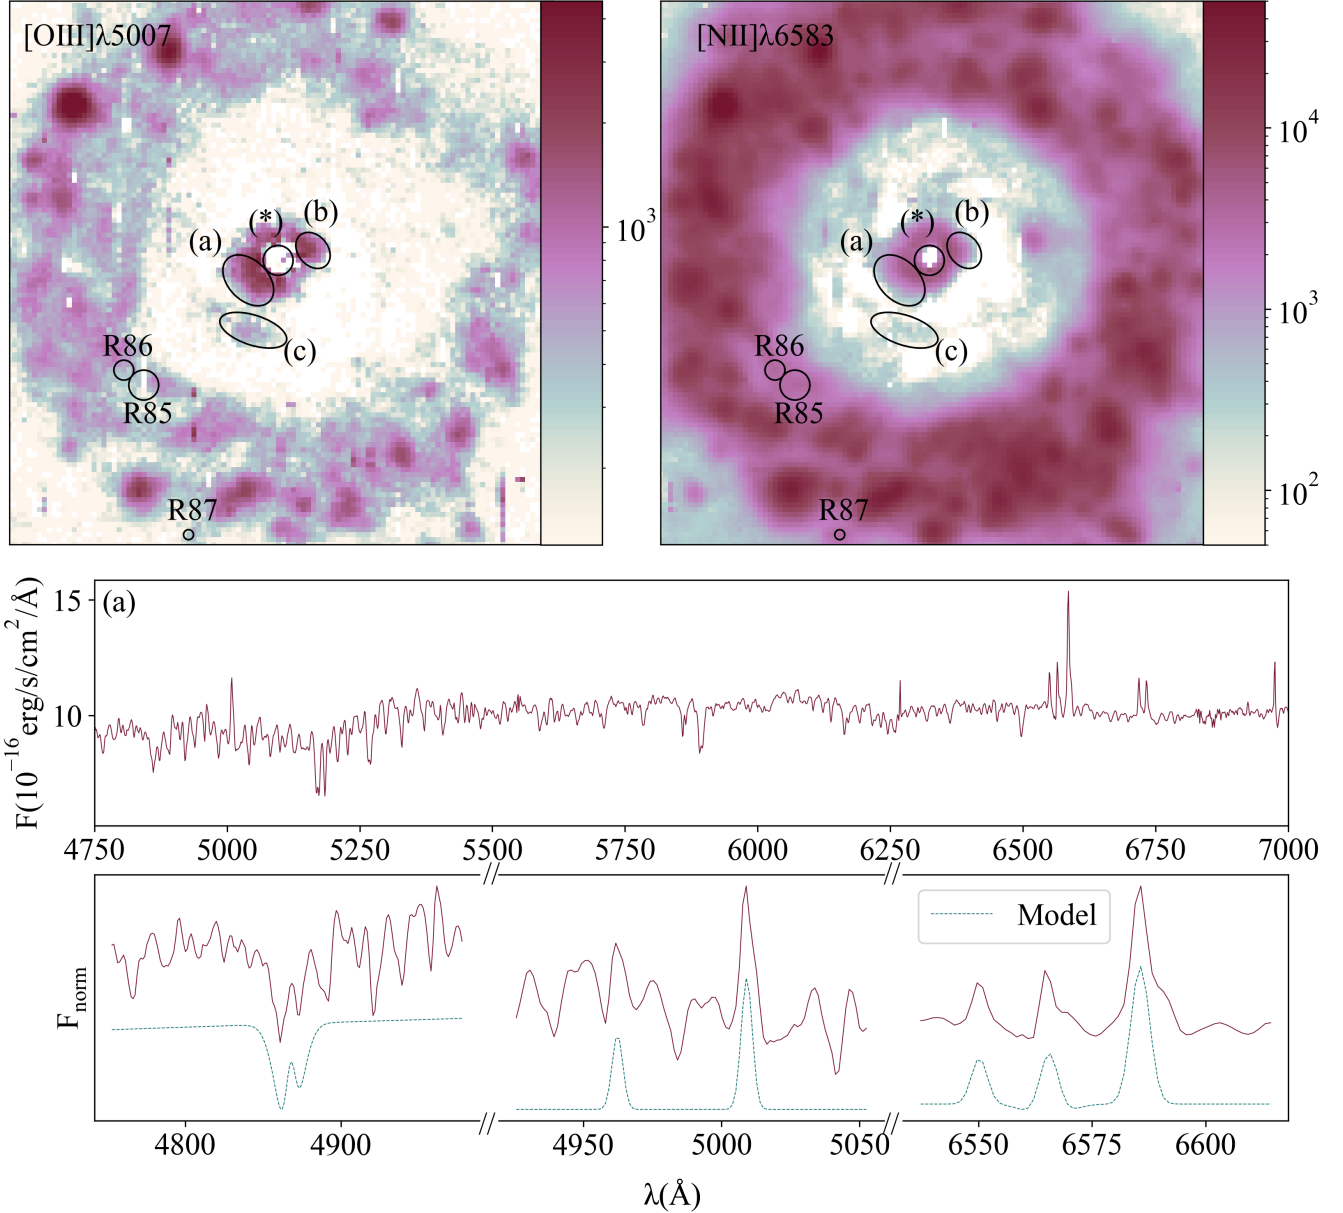 [OIII]λ5007
(*)
(b)
(a)
(c)
R86
R85
R87
10³
[NII]λ6583
(*)
(b)
(a)
(c)
R86
R85
R87
10⁴
10³
10²
(a)
15
10
F(10⁻¹⁶erg/s/cm²/Å)
4750 5000 5250 5500 5750 6000 6250 6500 6750 7000
Model
Fnorm
4800 4900 4950 5000 5050 6550 6575 6600
λ(Å)